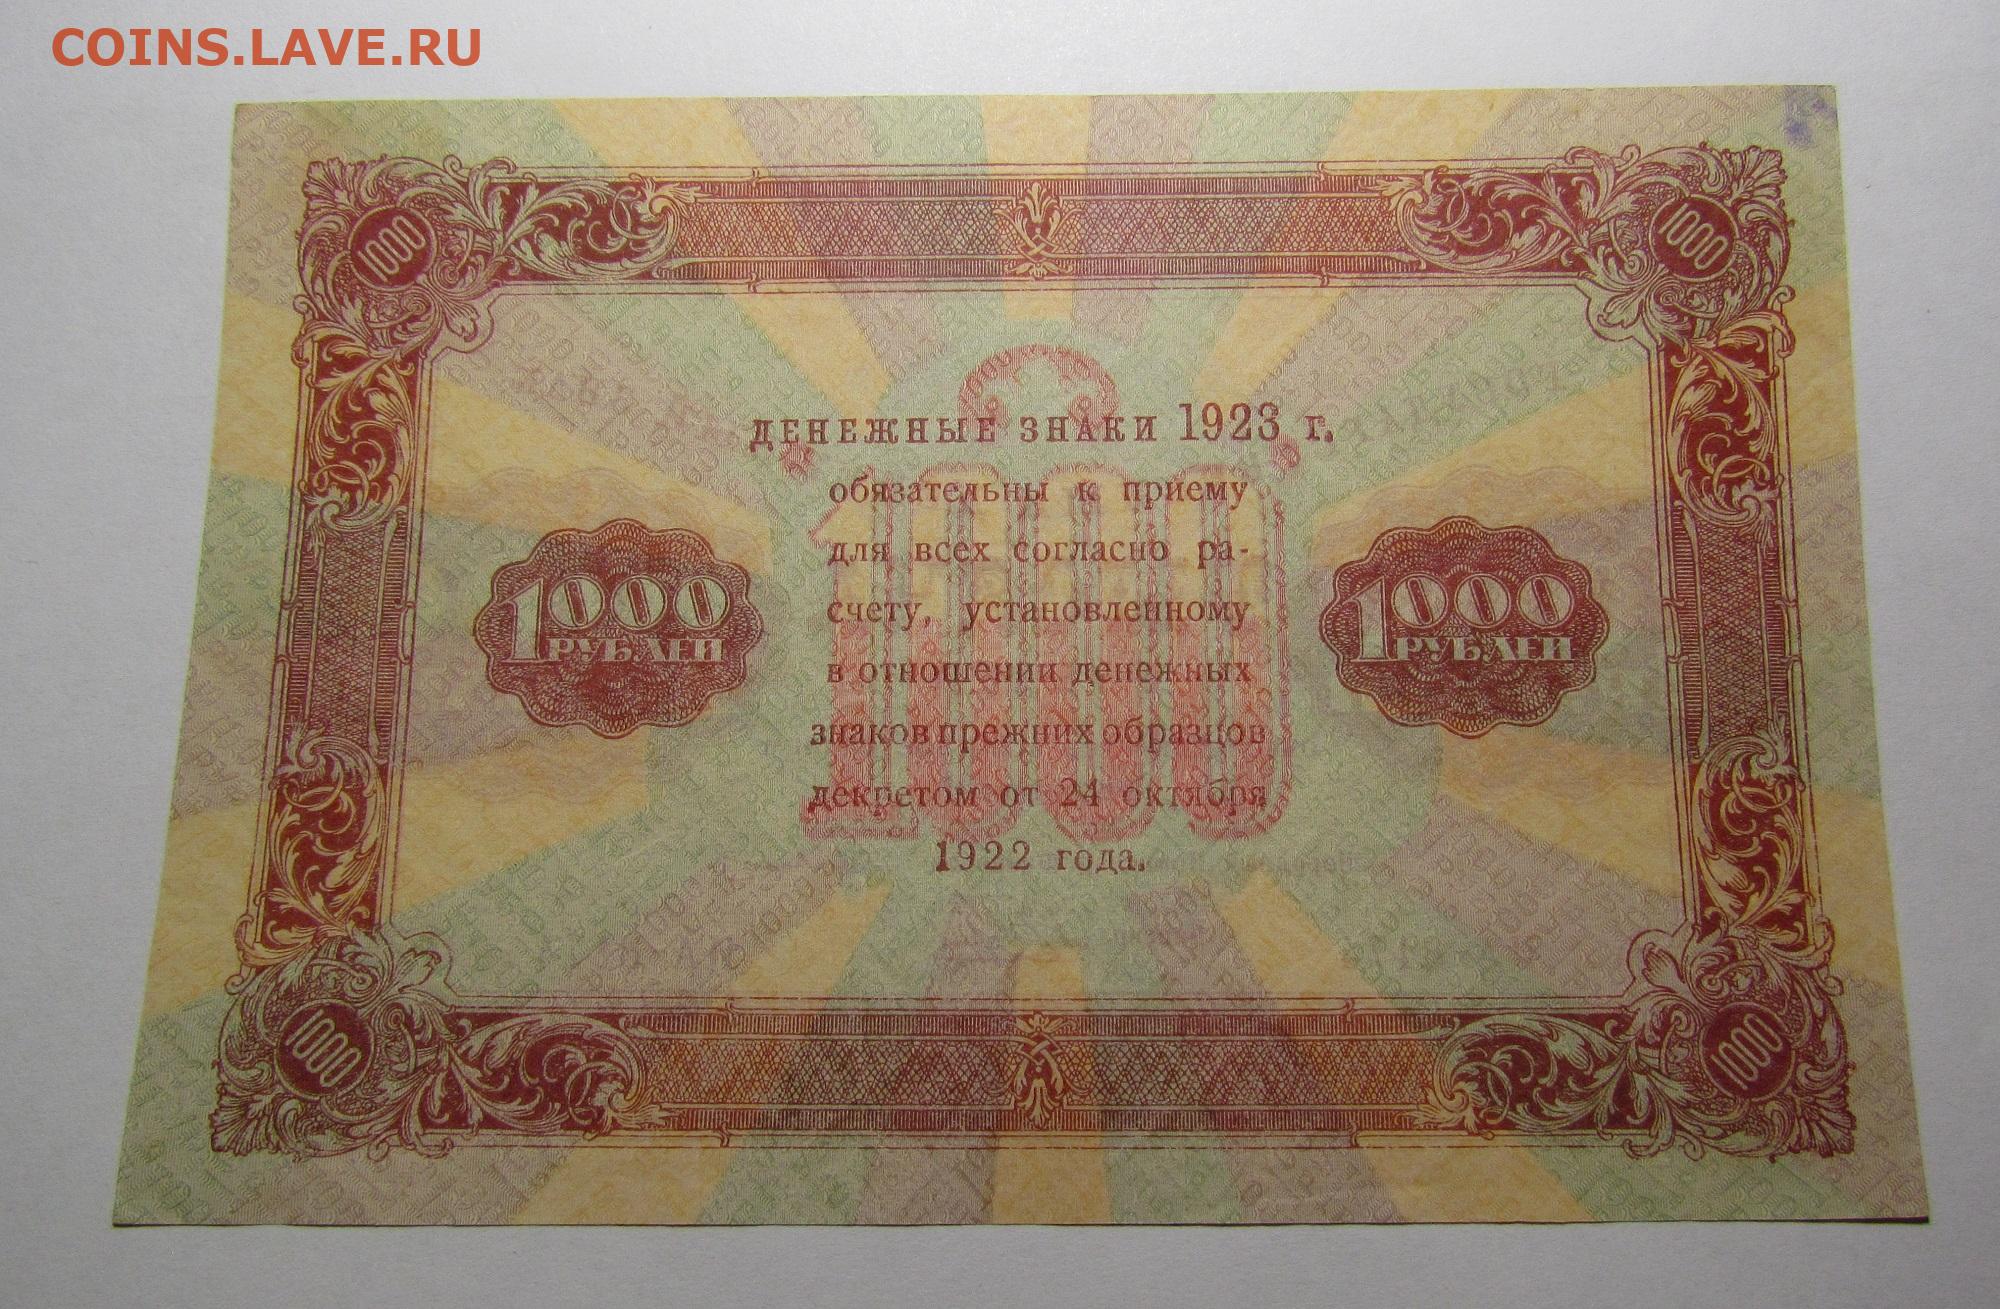 COINS.LAVE.RU
1000 1000
ДЕНЕЖНЫЕ ЗНАКИ 1923 г.
обязательны к приему
для всех согласно ра-
счету, установленному
в отношении денежных
знаков прежних образцов
декретом от 24 октября
1922 года.
1000
1000
РУБЛЕЙ
1000
РУБЛЕЙ
1000 1000